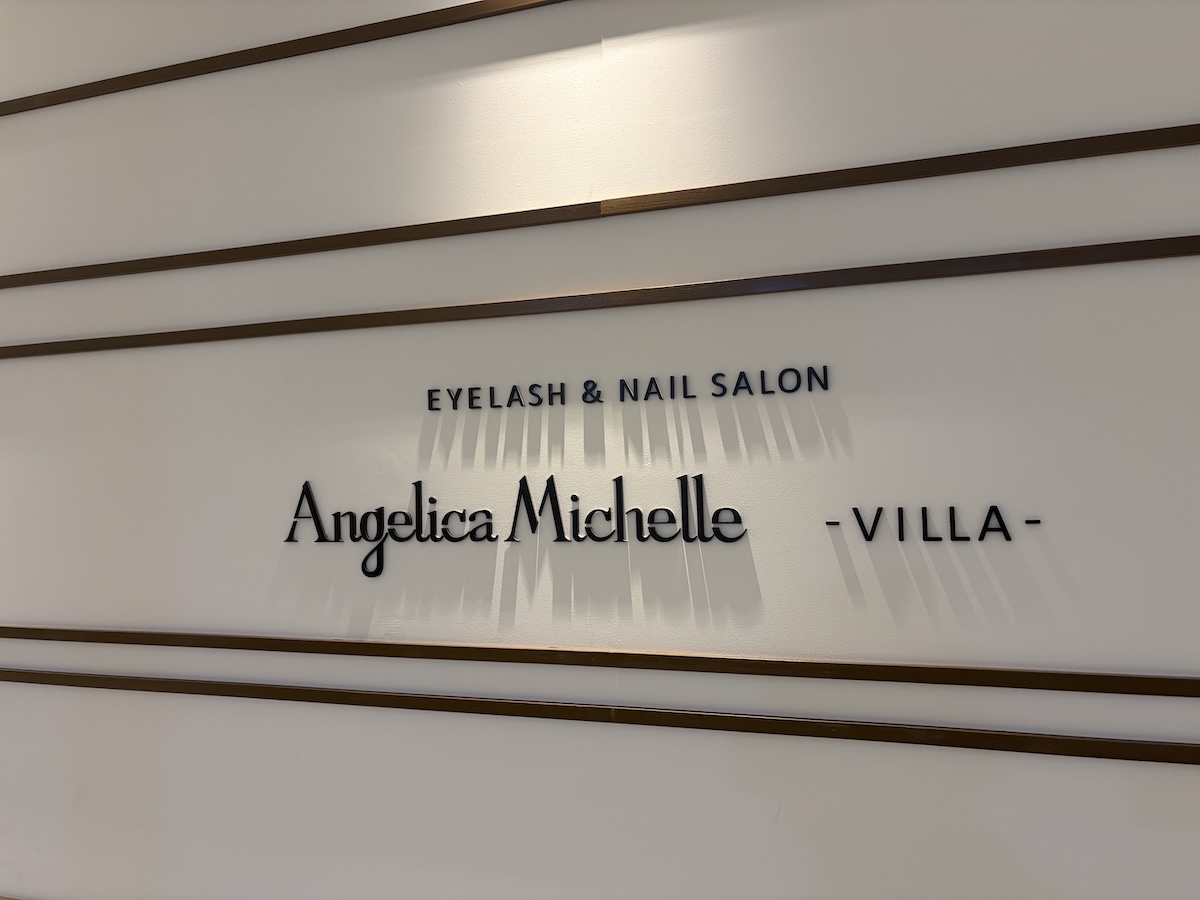 EYELASH & NAIL SALON
Angelica Michelle -VILLA-